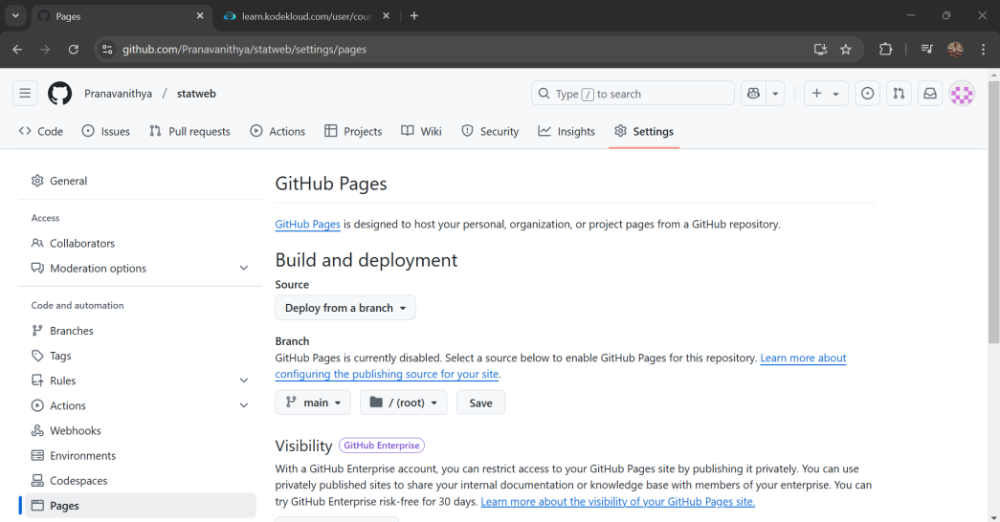 Pages
learn.kodekloud.com/user/cour
github.com/Pranavanithya/statweb/settings/pages
Pranavanithya / statweb
Type / to search
Code
Issues
Pull requests
Actions
Projects
Wiki
Security
Insights
Settings
General
Access
Collaborators
Moderation options
Code and automation
Branches
Tags
Rules
Actions
Webhooks
Environments
Codespaces
Pages
GitHub Pages
GitHub Pages is designed to host your personal, organization, or project pages from a GitHub repository.
Build and deployment
Source
Deploy from a branch
Branch
GitHub Pages is currently disabled. Select a source below to enable GitHub Pages for this repository. Learn more about
configuring the publishing source for your site.
main
/ (root)
Save
Visibility GitHub Enterprise
With a GitHub Enterprise account, you can restrict access to your GitHub Pages site by publishing it privately. You can use
privately published sites to share your internal documentation or knowledge base with members of your enterprise. You can
try GitHub Enterprise risk-free for 30 days. Learn more about the visibility of your GitHub Pages site.